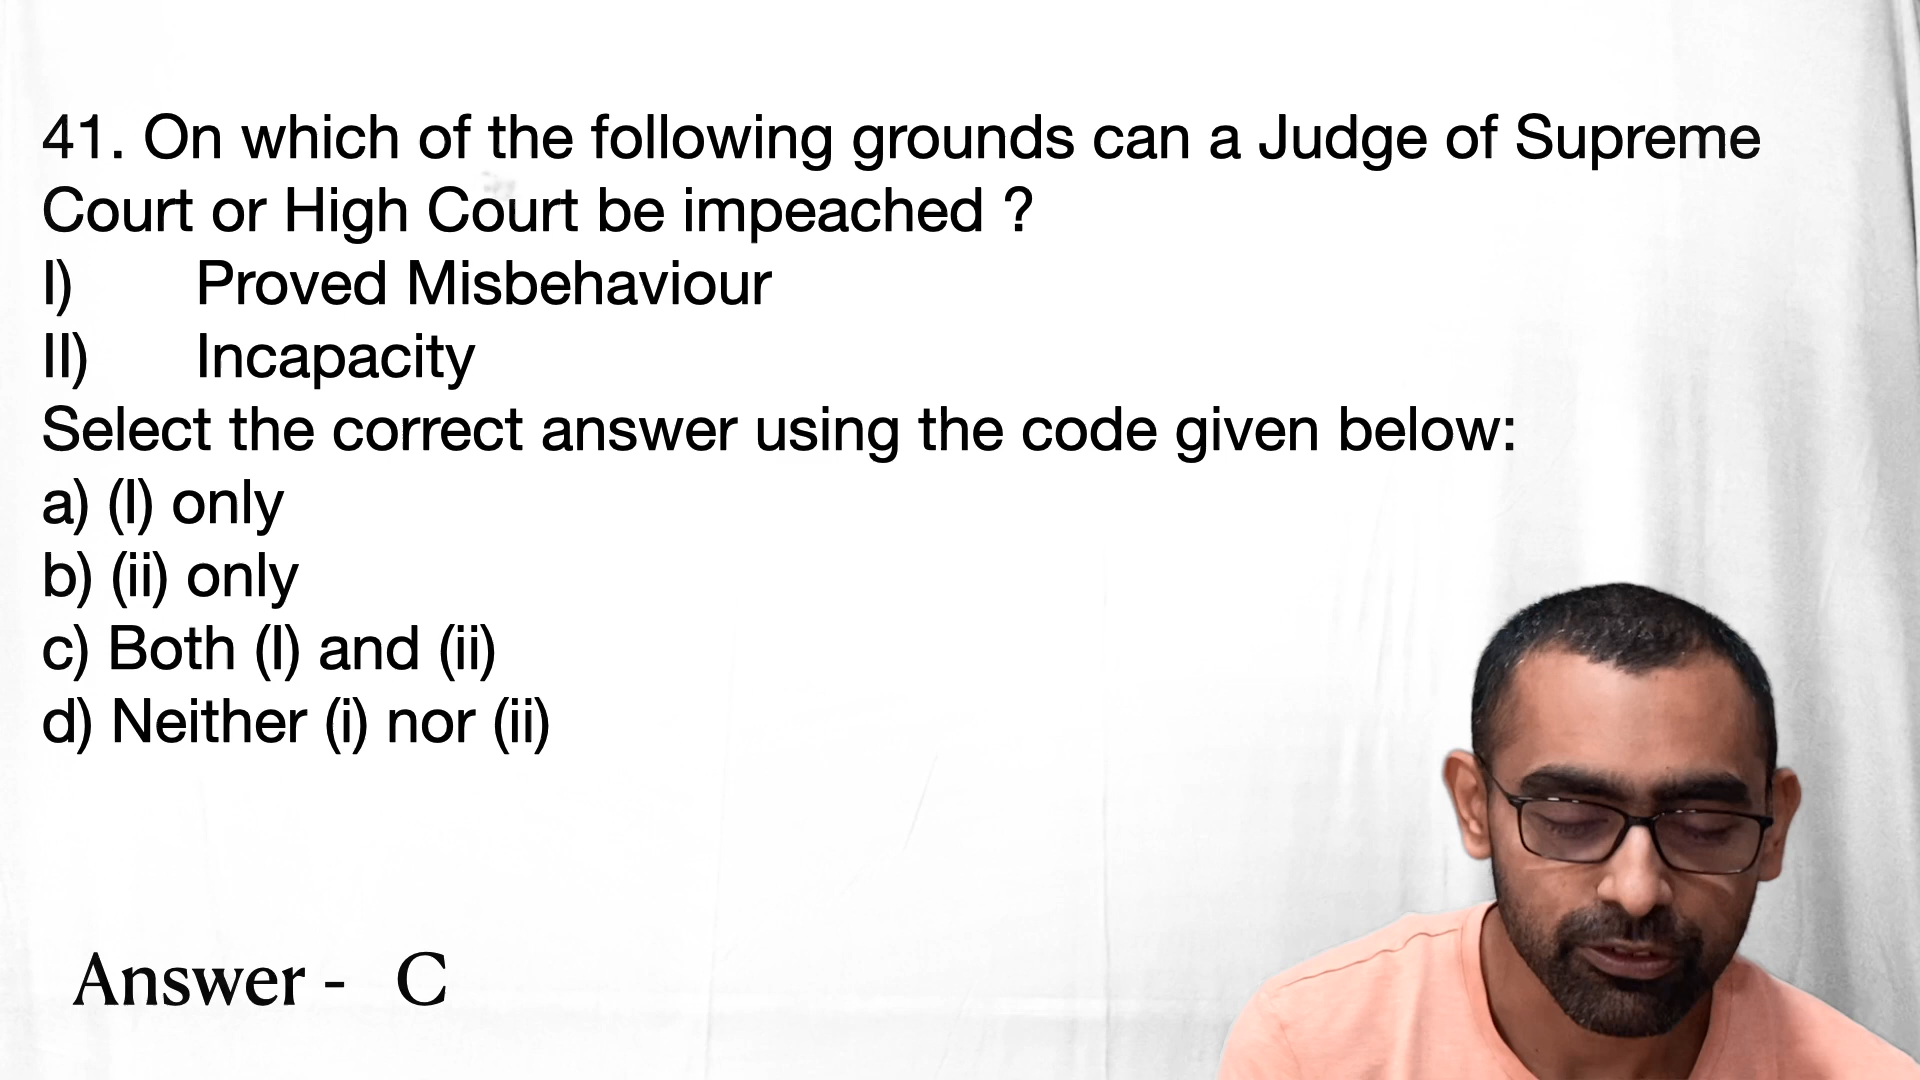 41. On which of the following grounds can a Judge of Supreme
Court or High Court be impeached ?
I) Proved Misbehaviour
II) Incapacity
Select the correct answer using the code given below:
a) (I) only
b) (ii) only
c) Both (I) and (ii)
d) Neither (i) nor (ii)
Answer - C